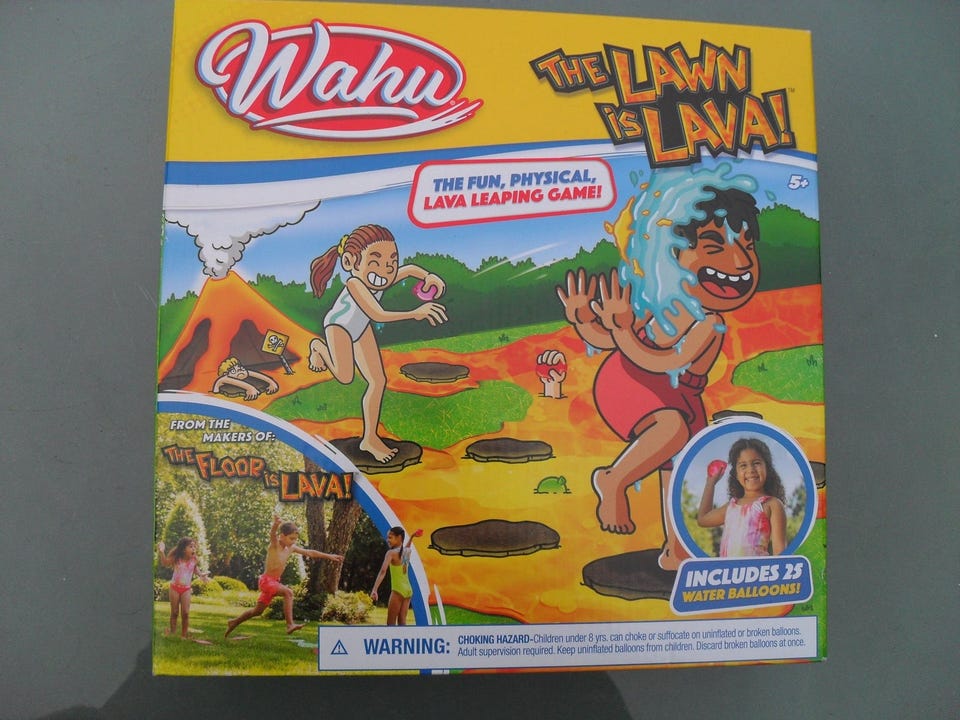 Wahu
THE LAWN
IS LAVA!
™
5+
THE FUN, PHYSICAL,
LAVA LEAPING GAME!
FROM THE
MAKERS OF:
THE FLOOR
IS LAVA!
INCLUDES 25
WATER BALLOONS!
WARNING:
CHOKING HAZARD-Children under 8 yrs. can choke or suffocate on uninflated or broken balloons.
Adult supervision required. Keep uninflated balloons from children. Discard broken balloons at once.